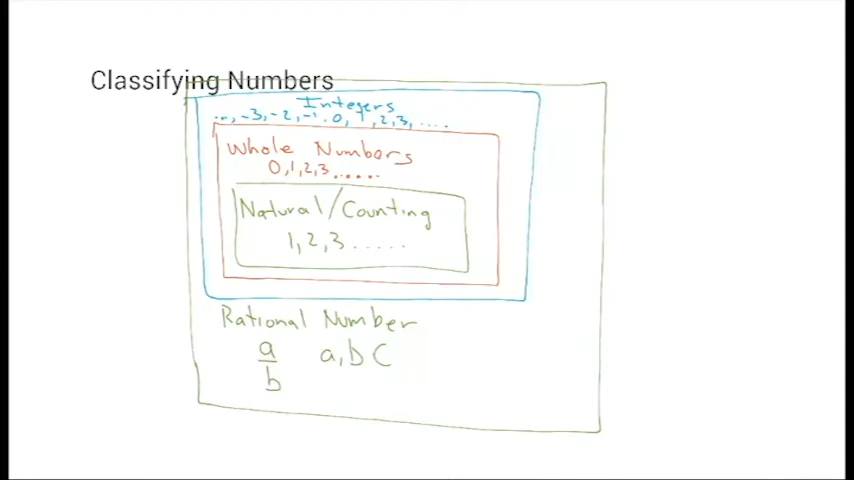 Classifying Numbers
Integers
..., -3, -2, -1, 0, 1, 2, 3, ....
Whole Numbers
0, 1, 2, 3, .....
Natural/Counting
1, 2, 3 .....
Rational Number
a/b a, b C